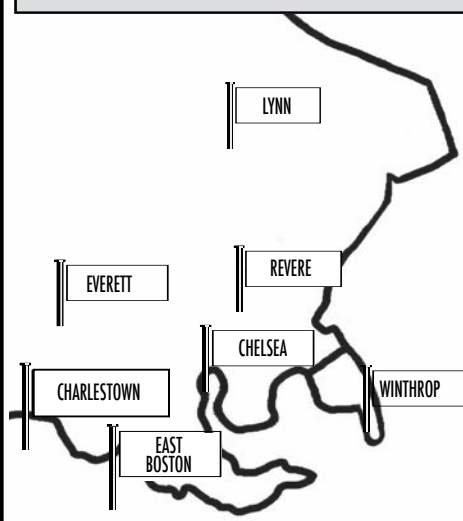 LYNN
REVERE
EVERETT
CHELSEA
WINTHROP
CHARLESTOWN
EAST
BOSTON